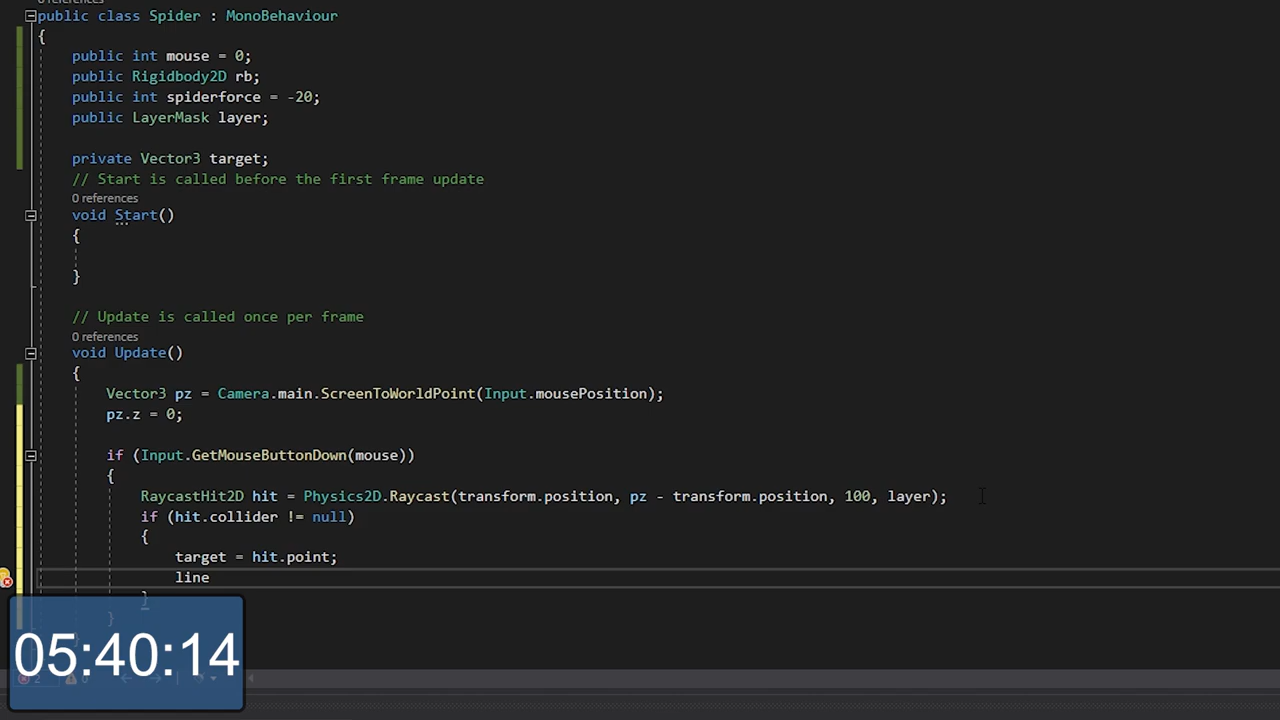 public class Spider : MonoBehaviour
{
public int mouse = 0;
public Rigidbody2D rb;
public int spiderforce = -20;
public LayerMask layer;
private Vector3 target;
// Start is called before the first frame update
0 references
void Start()
{
}
// Update is called once per frame
0 references
void Update()
{
Vector3 pz = Camera.main.ScreenToWorldPoint(Input.mousePosition);
pz.z = 0;
if (Input.GetMouseButtonDown(mouse))
{
RaycastHit2D hit = Physics2D.Raycast(transform.position, pz - transform.position, 100, layer);
if (hit.collider != null)
{
target = hit.point;
line
}
}
05:40:14